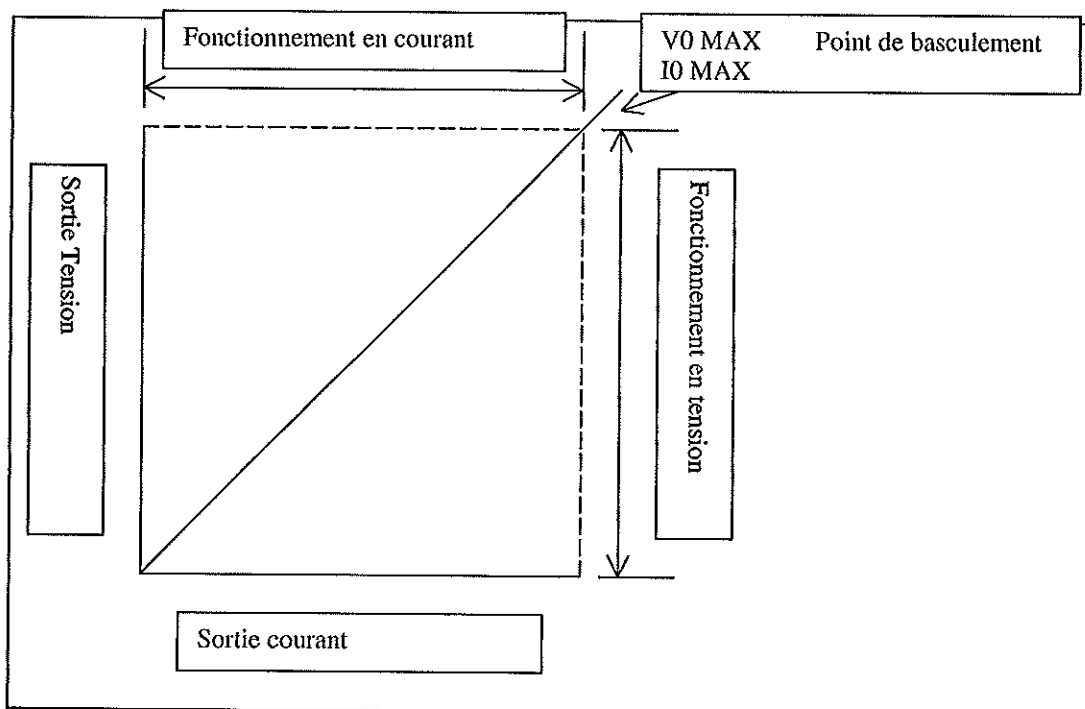 Fonctionnement en courant
V0 MAX Point de basculement
I0 MAX
Sortie Tension
Fonctionnement en tension
Sortie courant